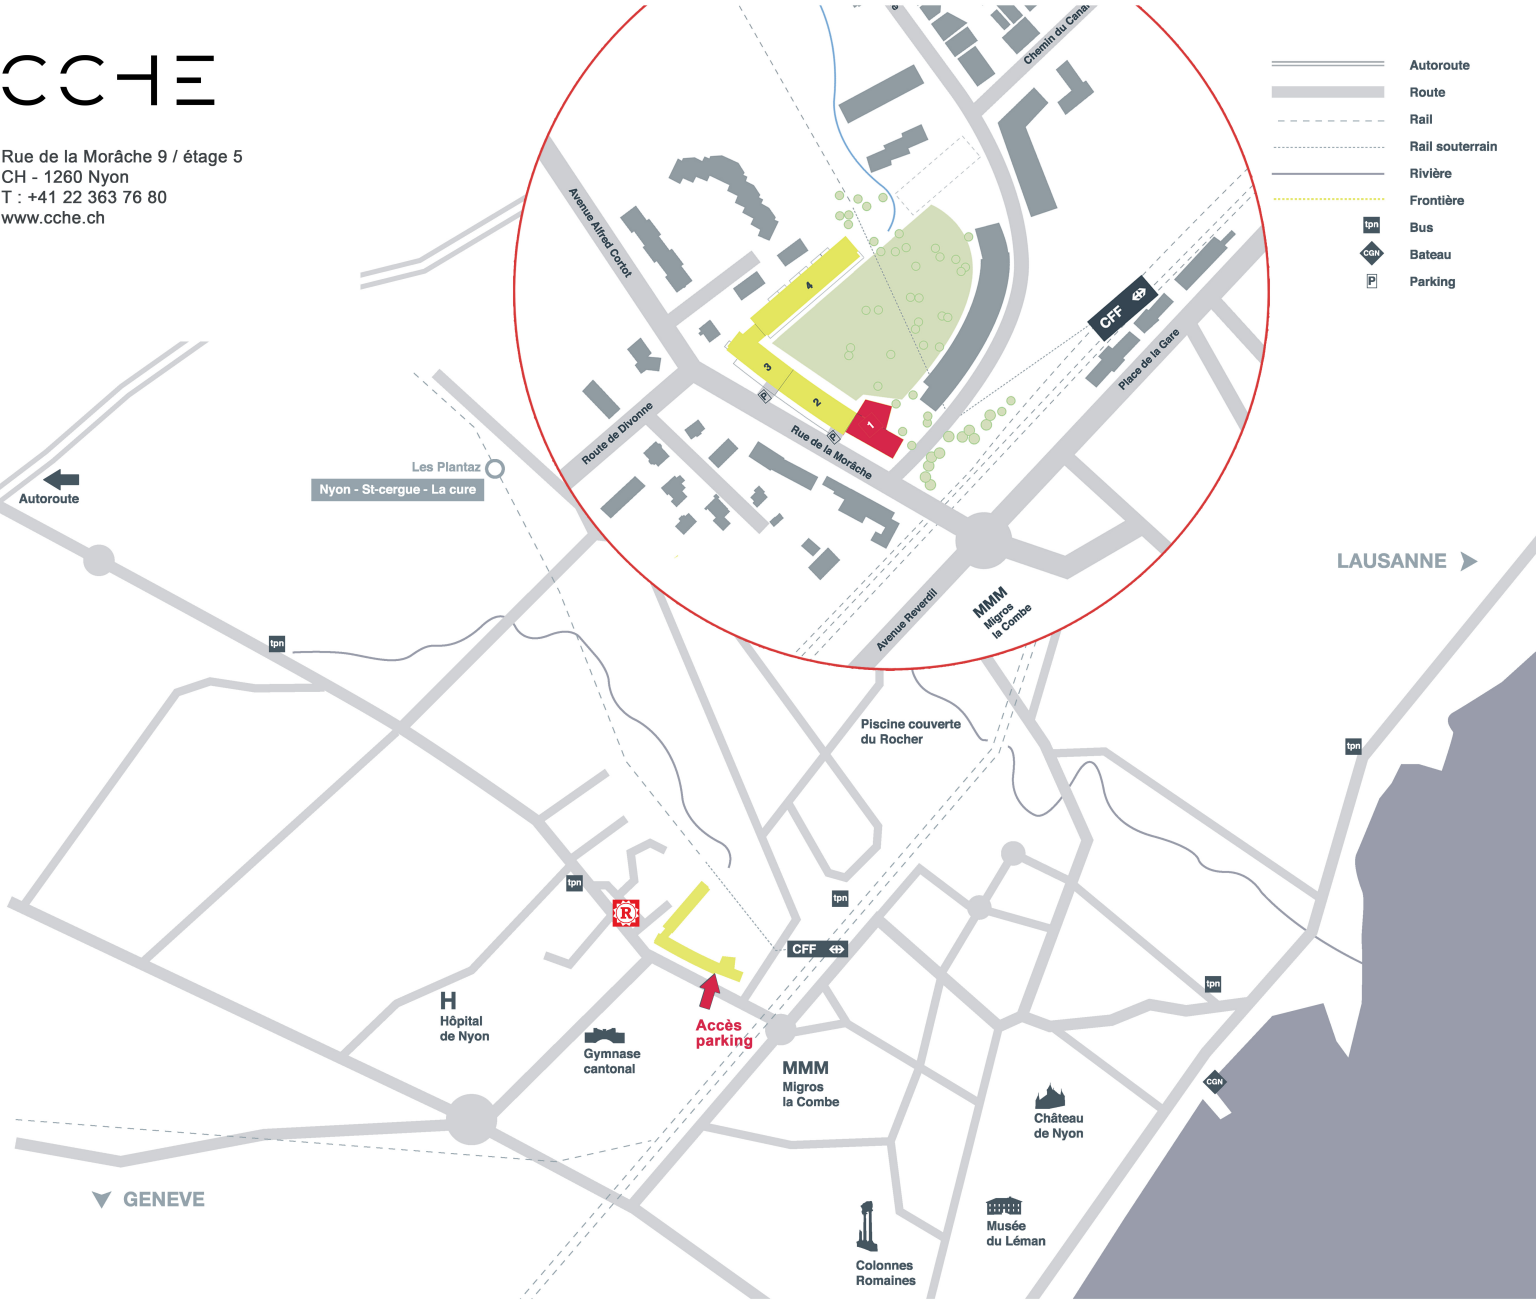 CCHE
Rue de la Morâche 9 / étage 5
CH - 1260 Nyon
T : +41 22 363 76 80
www.cche.ch
Autoroute
Route
Rail
Rail souterrain
Rivière
Frontière
tpn Bus
CGN Bateau
P Parking
Chemin du Canal
Avenue Alfred Cortot
4
3
2
1
P
P
CFF
Place de la Gare
Route de Divonne
Rue de la Morâche
Avenue Reverdil
MMM
Migros
la Combe
Les Plantaz
Nyon - St-cergue - La cure
Autoroute
LAUSANNE
tpn
Piscine couverte
du Rocher
tpn
tpn
R
tpn
CFF
tpn
H
Hôpital
de Nyon
Accès
parking
Gymnase
cantonal
MMM
Migros
la Combe
CGN
Château
de Nyon
GENEVE
Musée
du Léman
Colonnes
Romaines